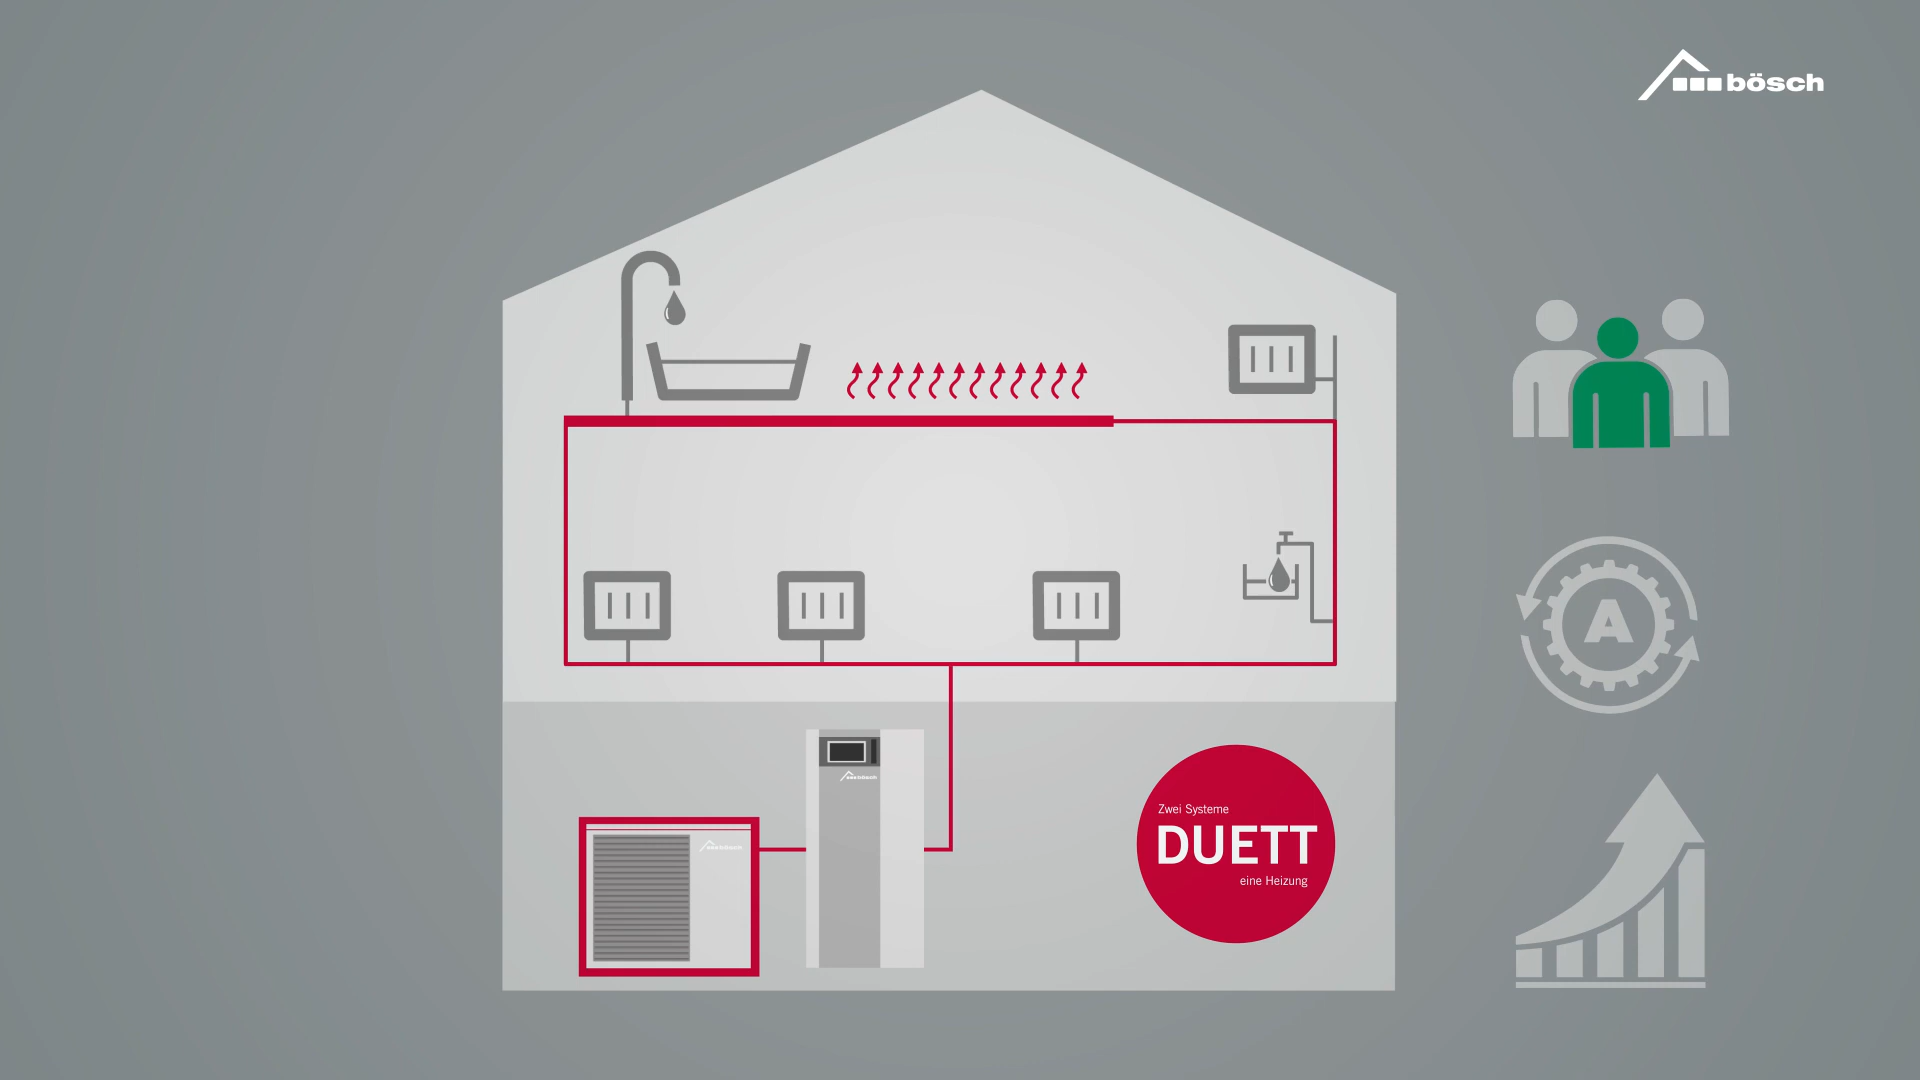 bösch
A
Zwei Systeme
DUETT
eine Heizung